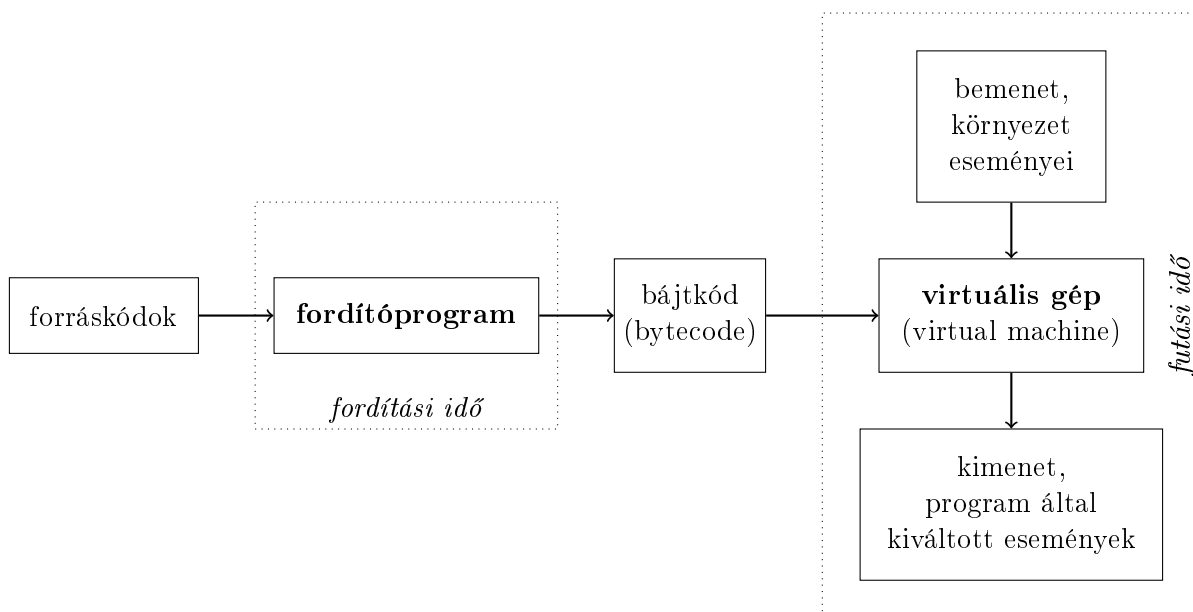 forráskódok
fordítóprogram
fordítási idő
bájtkód
(bytecode)
bemenet,
környezet
eseményei
virtuális gép
(virtual machine)
futási idő
kimenet,
program által
kiváltott események